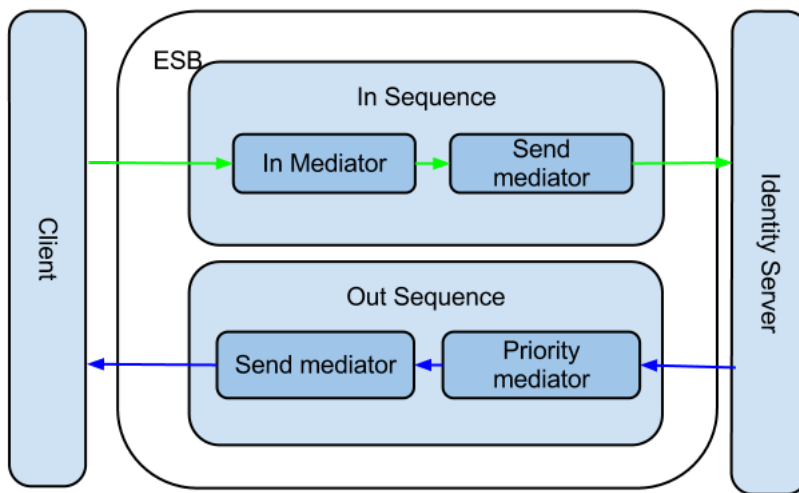 ESB
In Sequence
In Mediator
Send
mediator
Client
Identity Server
Out Sequence
Send mediator
Priority
mediator